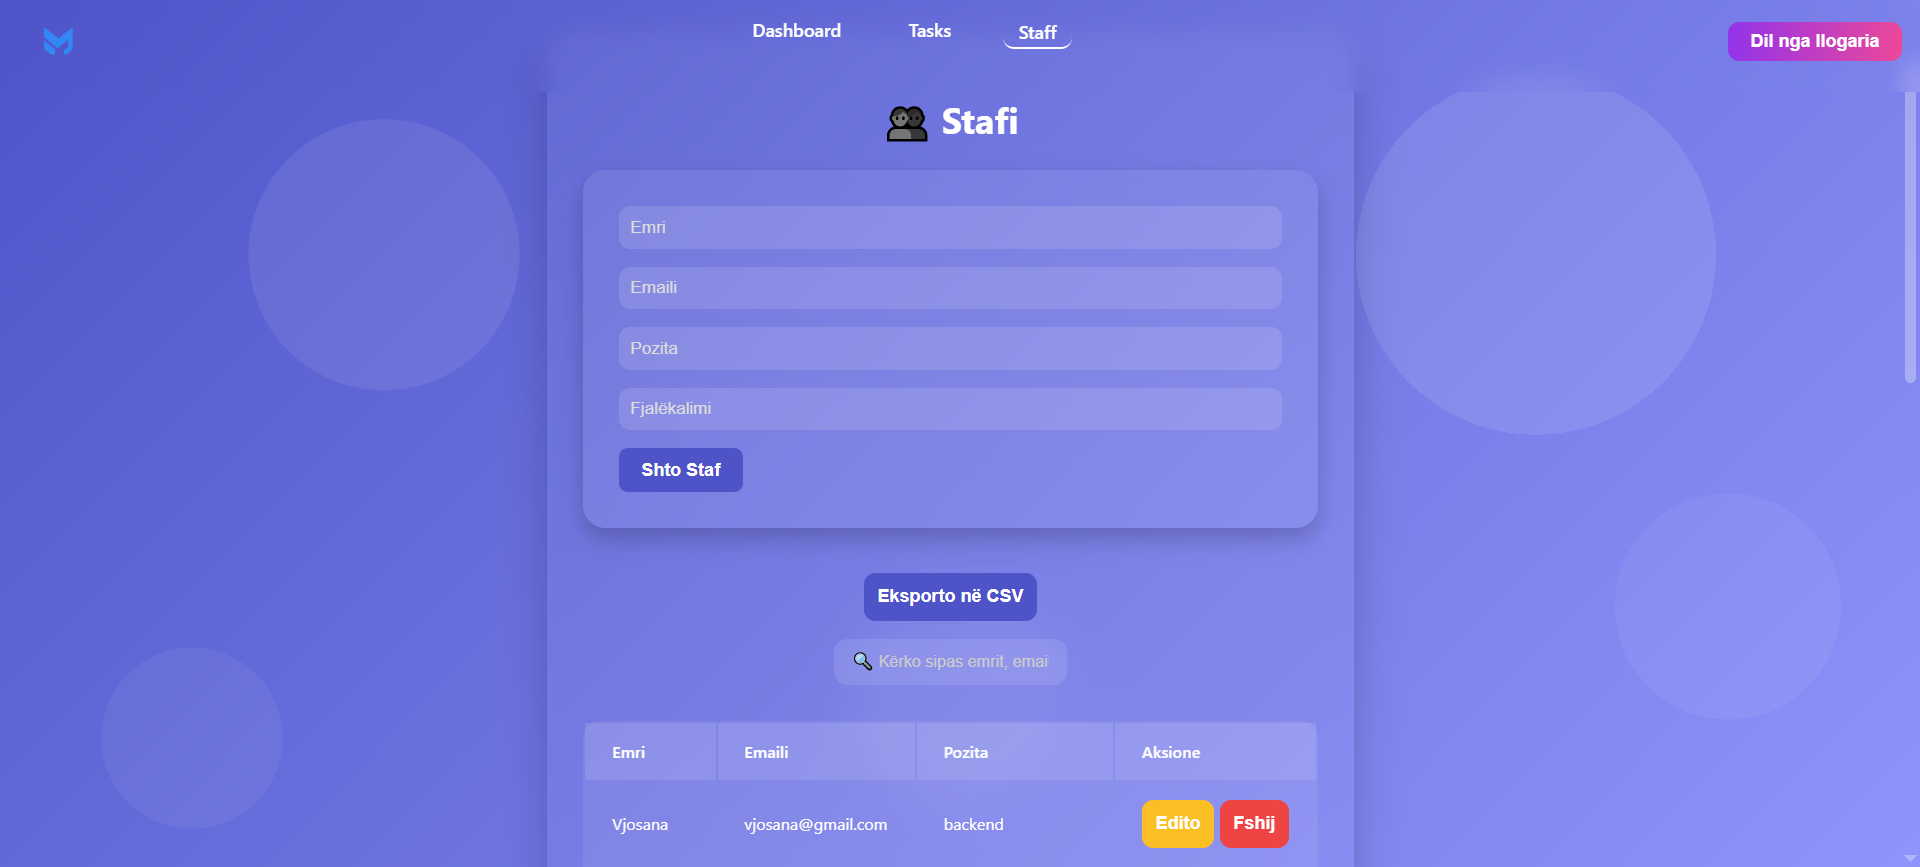 Dashboard Tasks Staff
Dil nga llogaria
Stafi
Emri
Emaili
Pozita
Fjalëkalimi
Shto Staf
Eksporto në CSV
Kërko sipas emrit, emai
Emri Emaili Pozita Aksione
Vjosana vjosana@gmail.com backend Edito Fshij